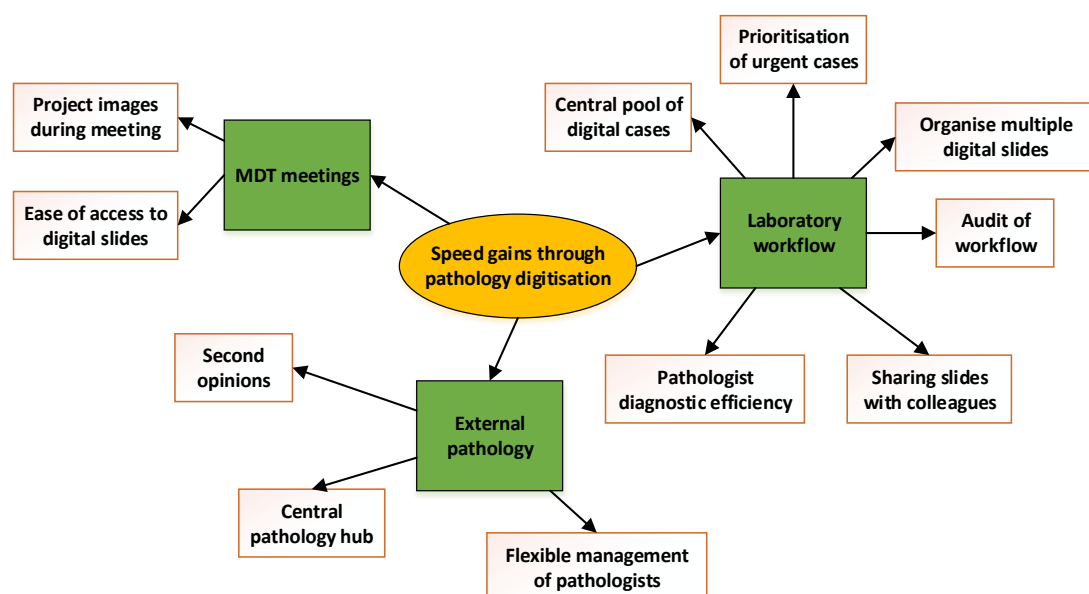 Prioritisation
of urgent cases
Project images
during meeting
Central pool of
digital cases
Organise multiple
digital slides
MDT meetings
Ease of access to
digital slides
Laboratory
workflow
Audit of
workflow
Speed gains through
pathology digitisation
Second
opinions
Pathologist
diagnostic efficiency
Sharing slides
with colleagues
External
pathology
Central
pathology hub
Flexible management
of pathologists